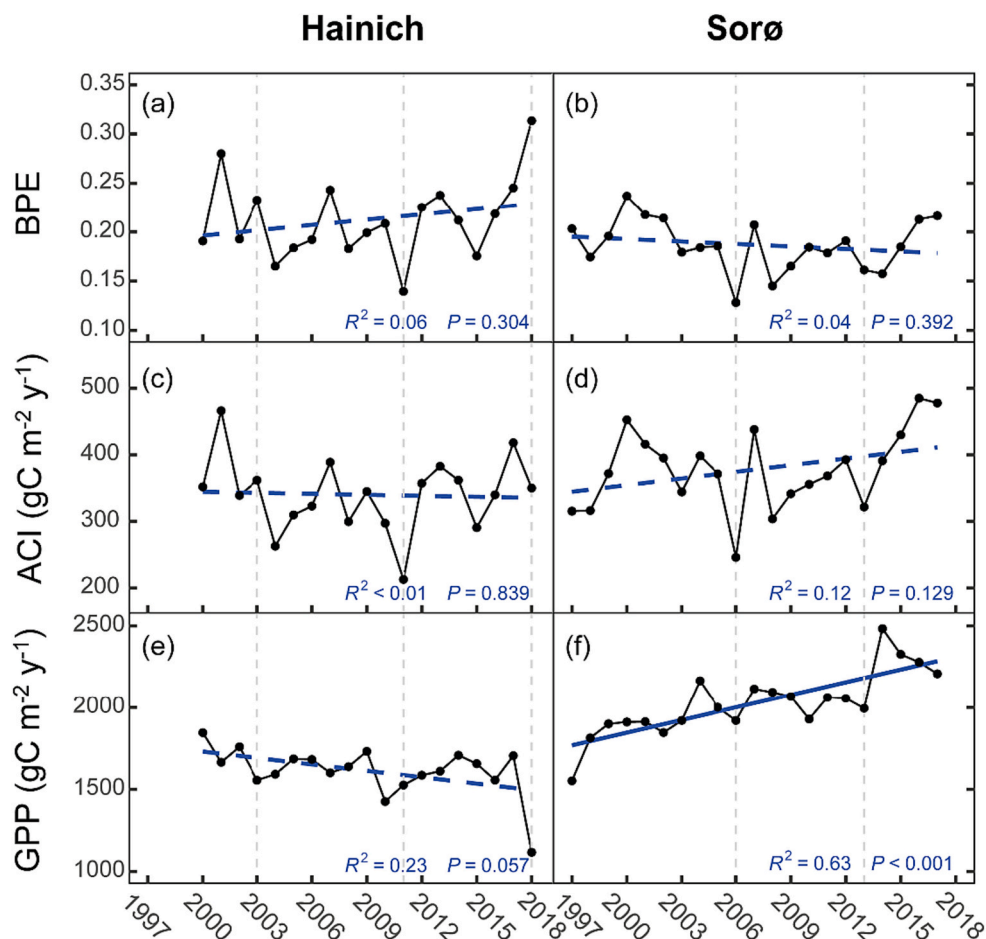 Hainich Sorø
BPE
0.35
0.30
0.25
0.20
0.15
0.10
(a)
R² = 0.06 P = 0.304
(b)
R² = 0.04 P = 0.392
ACI (gC m⁻² y⁻¹)
500
400
300
200
(c)
R² < 0.01 P = 0.839
(d)
R² = 0.12 P = 0.129
GPP (gC m⁻² y⁻¹)
2500
2000
1500
1000
(e)
R² = 0.23 P = 0.057
(f)
R² = 0.63 P < 0.001
1997 2000 2003 2006 2009 2012 2015 2018 1997 2000 2003 2006 2009 2012 2015 2018